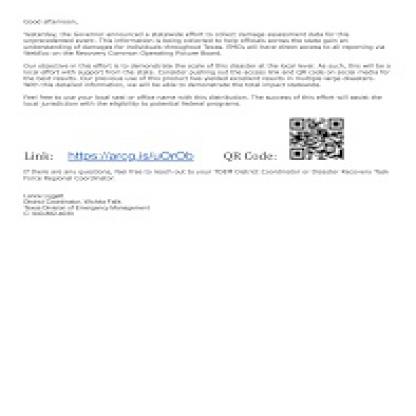 Good afternoon,
Yesterday, the Governor announced a statewide effort to collect damage assessment data for this
unprecedented event. This information is being collected to help officials across the state gain an
understanding of damages for individuals throughout Texas. EMCs will have direct access to all reporting via
WebEoc on the Recovery Common Operating Picture Board.
Our objective in this effort is to demonstrate the scale of this disaster at the local level. As such, this will be a
local effort with support from the state. Consider pushing out the access link and QR code on social media for
the best results. Our previous use of this product has yielded excellent results in multiple large disasters.
With this detailed information, we will be able to demonstrate the total impact statewide.
Feel free to use your local seal or office name with this distribution. The success of this effort will assist the
local jurisdiction with the eligibility to potential federal programs.
Link: https://arcg.is/uOrOb QR Code:
If there are any questions, feel free to reach out to your TDEM District Coordinator or Disaster Recovery Task
Force Regional Coordinator.
District Coordinator, Wichita Falls
Texas Division of Emergency Management